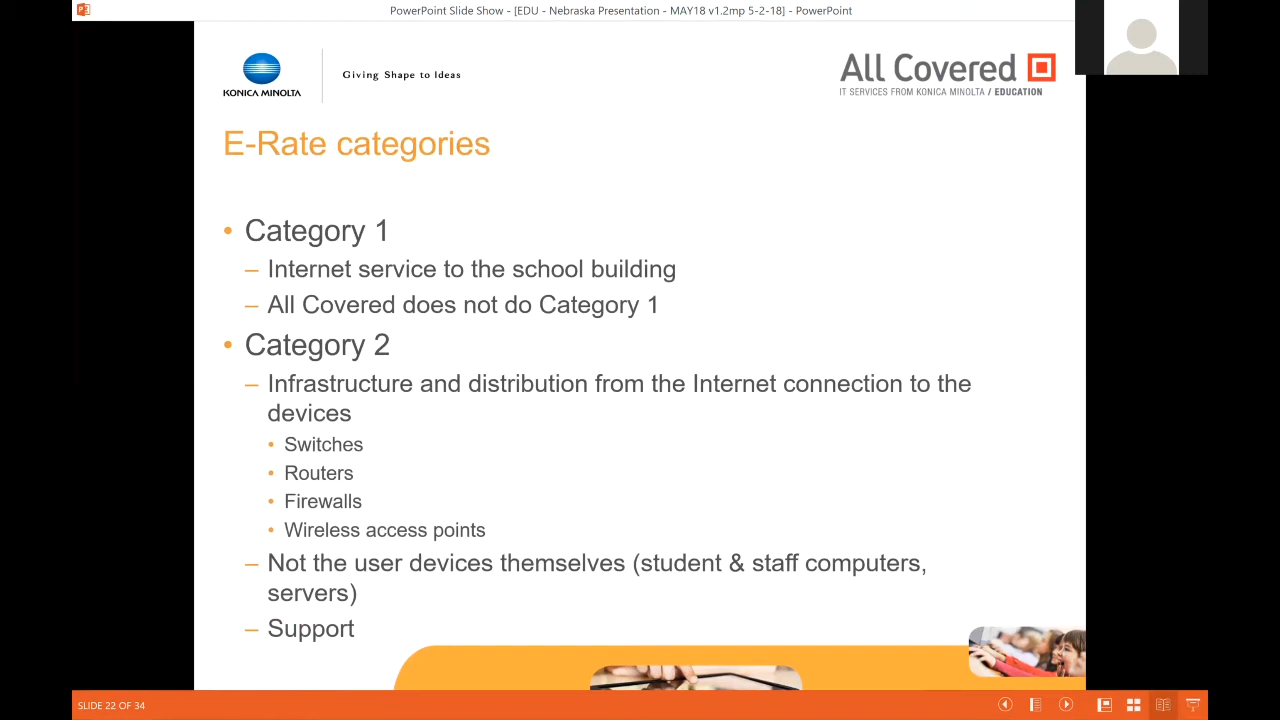 PowerPoint Slide Show - [EDU - Nebraska Presentation - MAY18 v1.2mp 5-2-18] - PowerPoint
KONICA MINOLTA
Giving Shape to Ideas
All Covered
IT SERVICES FROM KONICA MINOLTA / EDUCATION
E-Rate categories
• Category 1
– Internet service to the school building
– All Covered does not do Category 1
• Category 2
– Infrastructure and distribution from the Internet connection to the
devices
• Switches
• Routers
• Firewalls
• Wireless access points
– Not the user devices themselves (student & staff computers,
servers)
– Support
SLIDE 22 OF 34